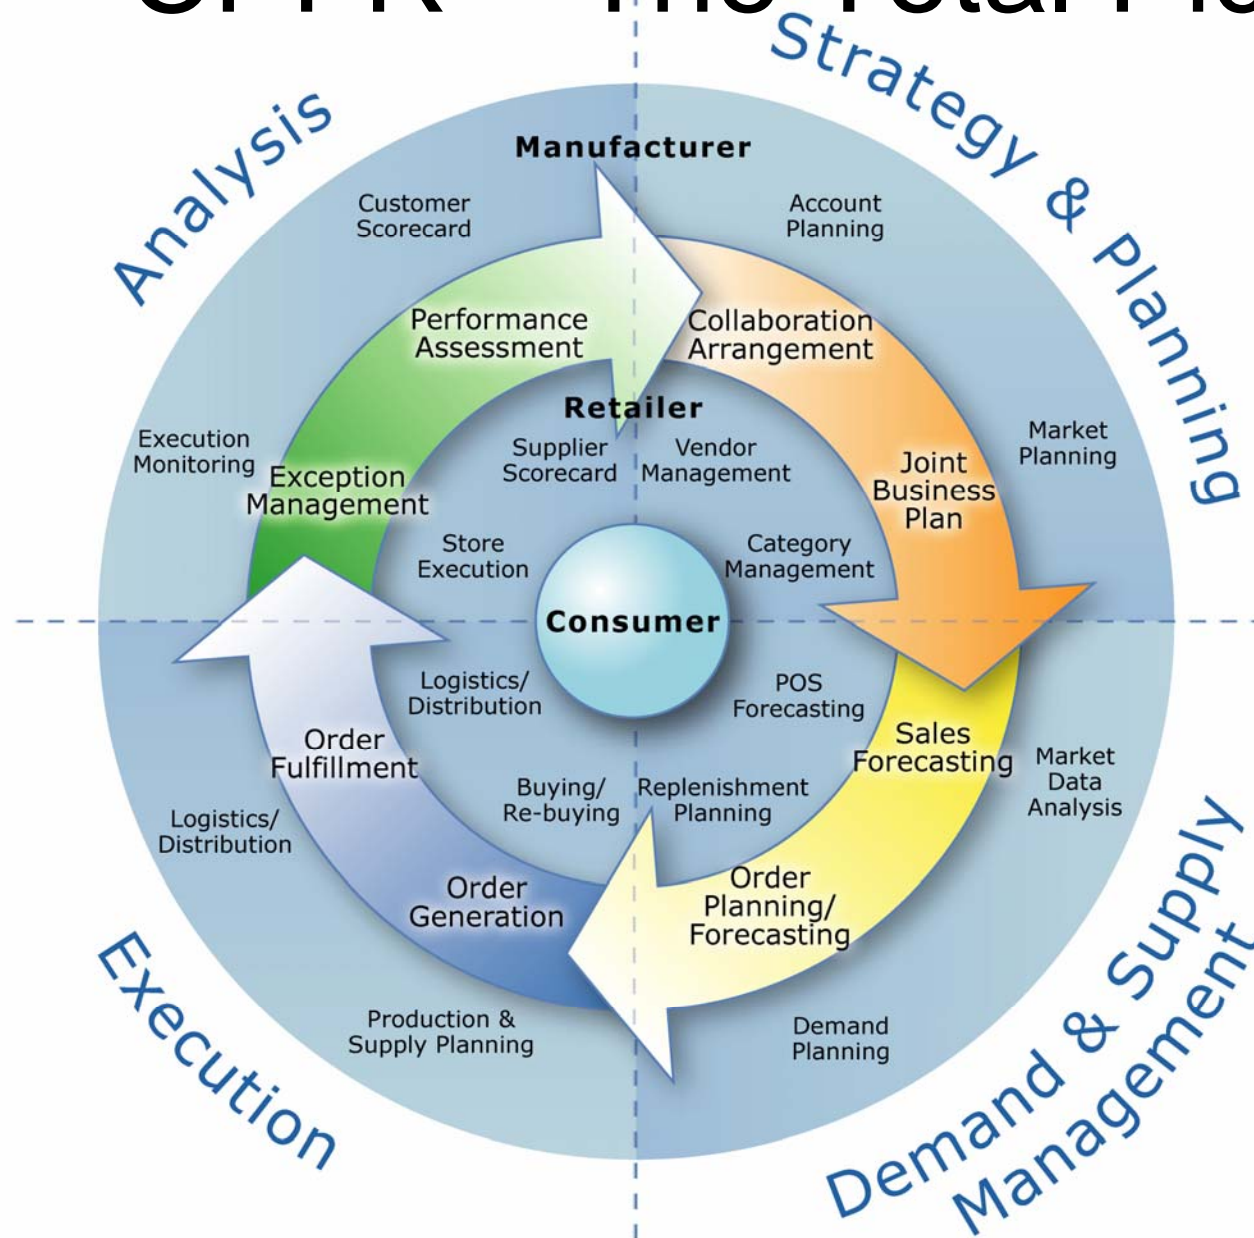 Strategy & Planning
Analysis
Manufacturer
Customer
Scorecard
Account
Planning
Performance
Assessment
Collaboration
Arrangement
Retailer
Execution
Monitoring
Exception
Management
Supplier
Scorecard
Vendor
Management
Joint
Business
Plan
Market
Planning
Store
Execution
Category
Management
Consumer
Logistics/
Distribution
POS
Forecasting
Order
Fulfillment
Sales
Forecasting
Market
Data
Analysis
Buying/
Re-buying
Replenishment
Planning
Logistics/
Distribution
Order
Generation
Order
Planning/
Forecasting
Production &
Supply Planning
Demand
Planning
Execution
Demand & Supply
Management